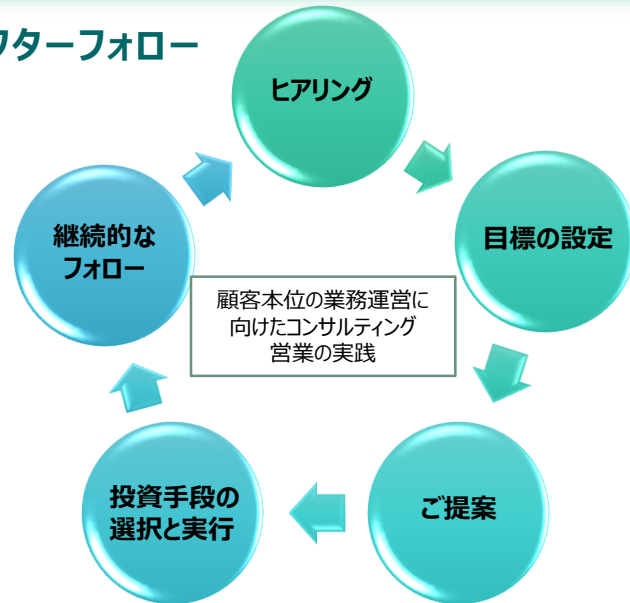 フターフォロー
ヒアリング
目標の設定
ご提案
投資手段の
選択と実行
継続的な
フォロー
顧客本位の業務運営に
向けたコンサルティング
営業の実践